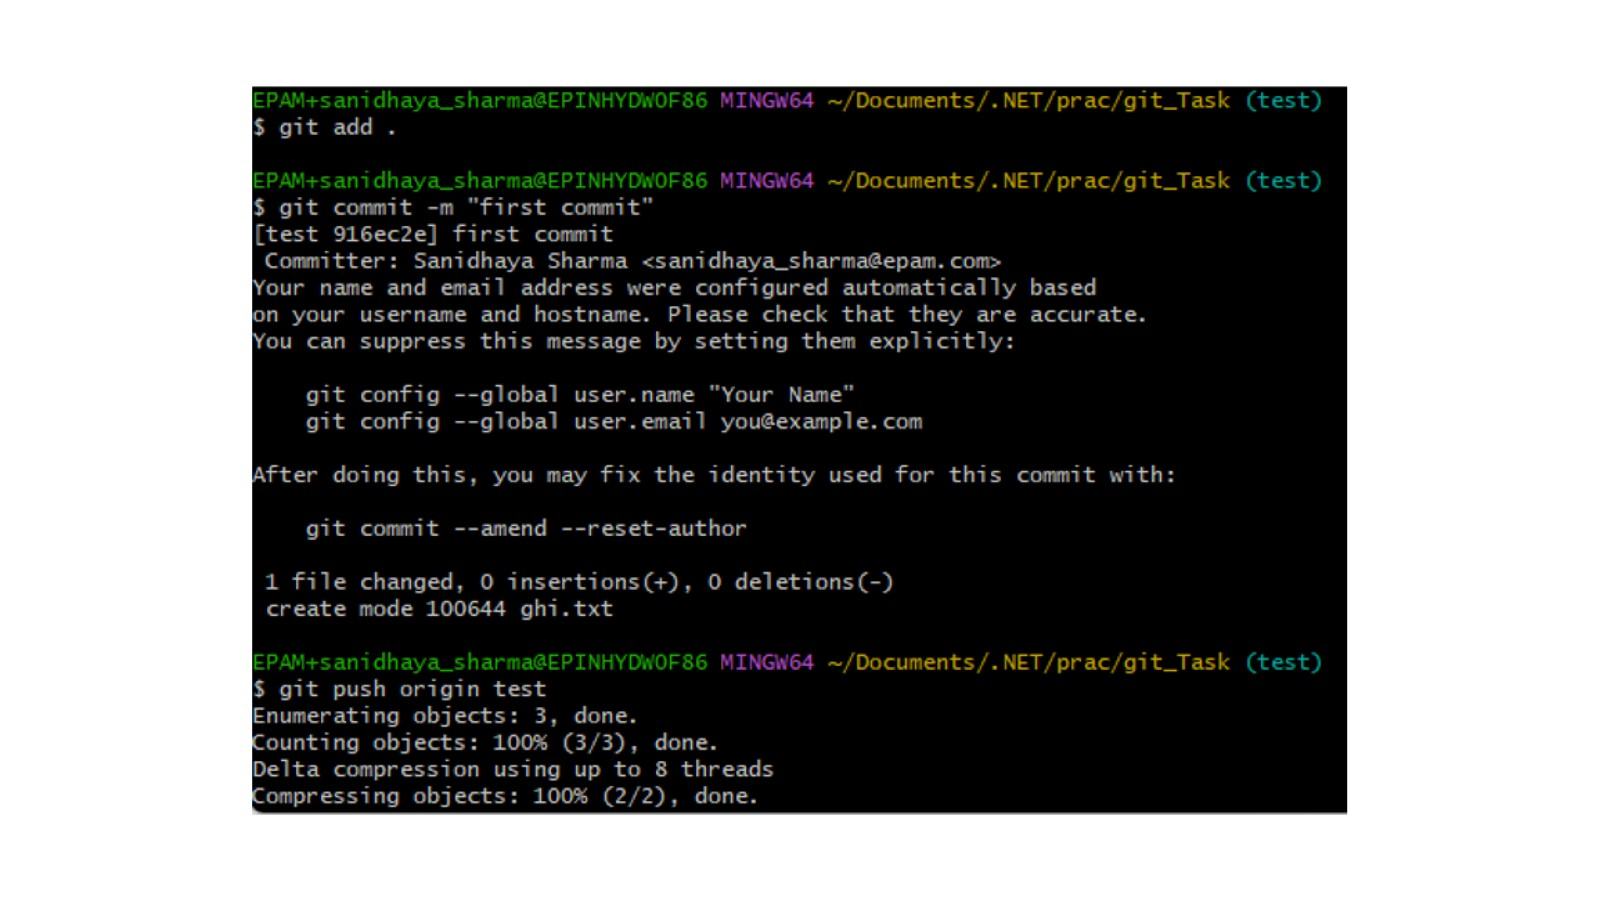 EPAM+sanidhaya_sharma@EPINHYDW0F86 MINGW64 ~/Documents/.NET/prac/git_Task (test)
$ git add .
EPAM+sanidhaya_sharma@EPINHYDW0F86 MINGW64 ~/Documents/.NET/prac/git_Task (test)
$ git commit -m "first commit"
[test 916ec2e] first commit
 Committer: Sanidhaya Sharma <sanidhaya_sharma@epam.com>
Your name and email address were configured automatically based
on your username and hostname. Please check that they are accurate.
You can suppress this message by setting them explicitly:
    git config --global user.name "Your Name"
    git config --global user.email you@example.com
After doing this, you may fix the identity used for this commit with:
    git commit --amend --reset-author
 1 file changed, 0 insertions(+), 0 deletions(-)
 create mode 100644 ghi.txt
EPAM+sanidhaya_sharma@EPINHYDW0F86 MINGW64 ~/Documents/.NET/prac/git_Task (test)
$ git push origin test
Enumerating objects: 3, done.
Counting objects: 100% (3/3), done.
Delta compression using up to 8 threads
Compressing objects: 100% (2/2), done.